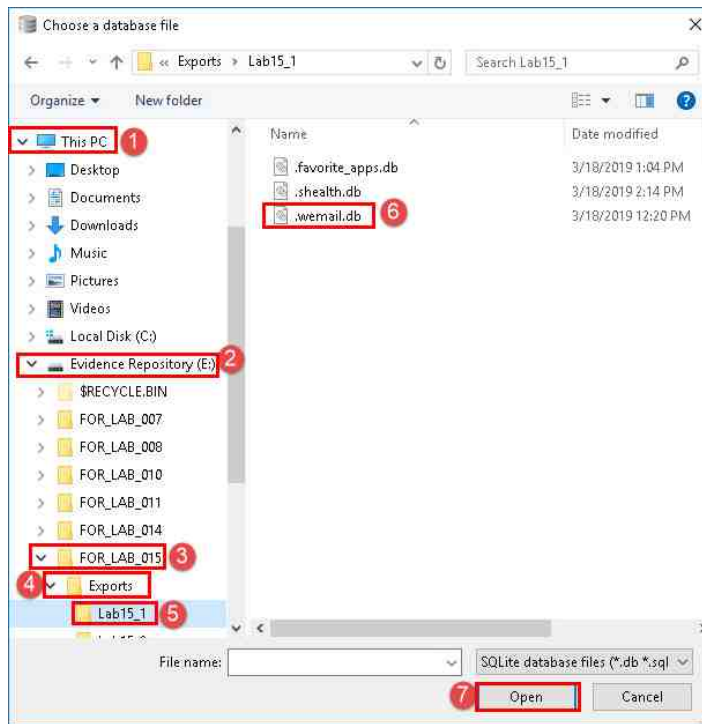 Choose a database file
« Exports › Lab15_1
Search Lab15_1
Organize
New folder
Name
Date modified
This PC 1
Desktop
Documents
Downloads
Music
Pictures
Videos
Local Disk (C:)
Evidence Repository (E:) 2
$RECYCLE.BIN
FOR_LAB_007
FOR_LAB_008
FOR_LAB_010
FOR_LAB_011
FOR_LAB_014
FOR_LAB_015 3
4 Exports
Lab15_1 5
.favorite_apps.db 3/18/2019 1:04 PM
.shealth.db 3/18/2019 2:14 PM
.wemail.db 6 3/18/2019 12:20 PM
File name:
SQLite database files (*.db *.sql
7 Open
Cancel